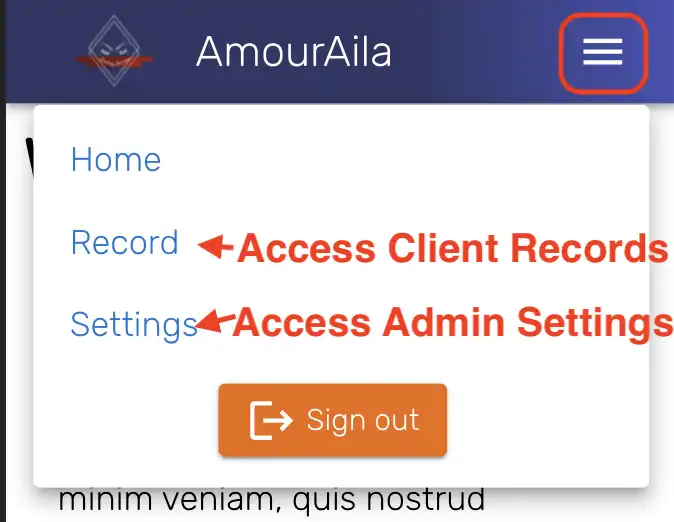 AmourAila
Home
Record
Access Client Records
Settings
Access Admin Settings
Sign out
minim veniam, quis nostrud